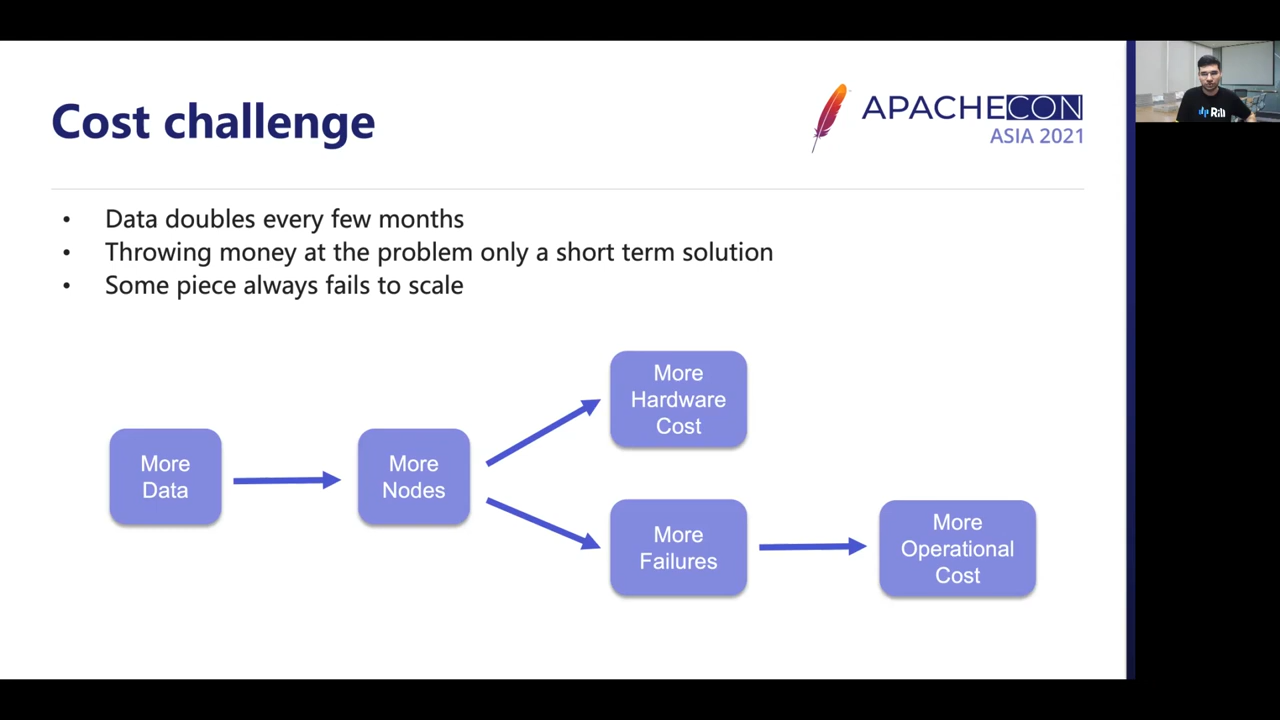 Cost challenge
APACHECON
ASIA 2021
• Data doubles every few months
• Throwing money at the problem only a short term solution
• Some piece always fails to scale
More
Data
More
Nodes
More
Hardware
Cost
More
Failures
More
Operational
Cost
Rill